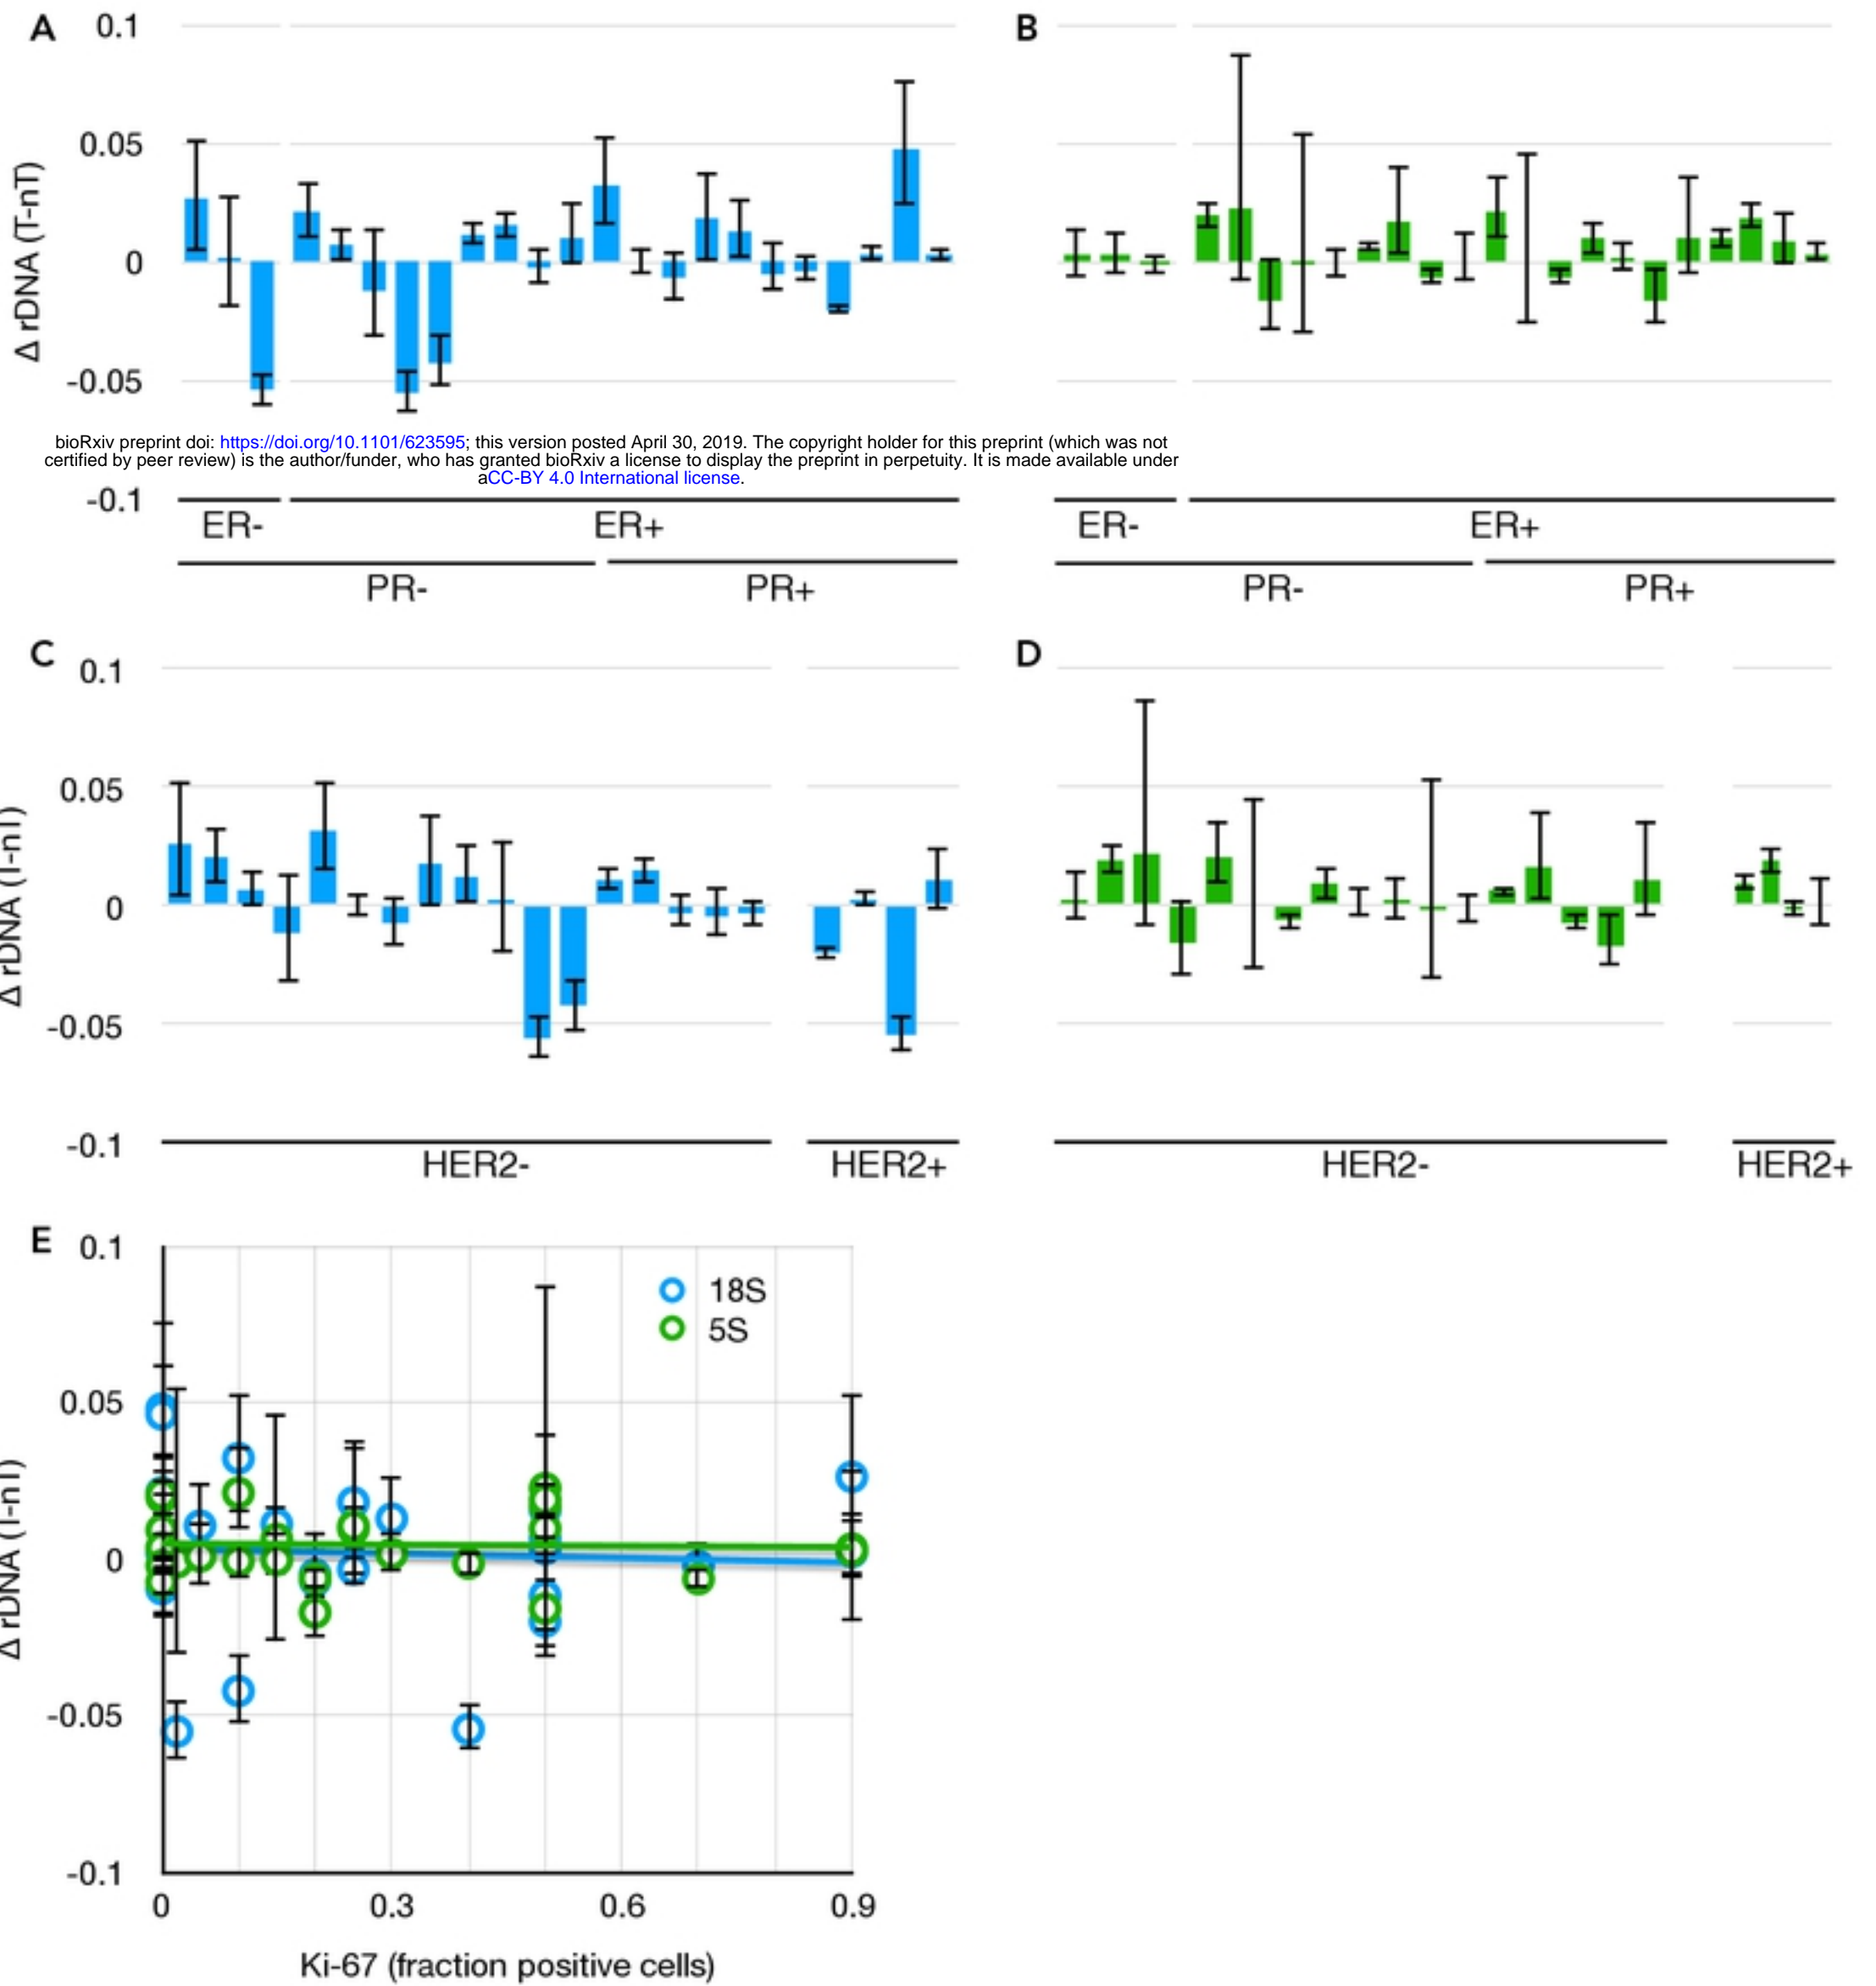 A
0.1
0.05
0
-0.05
-0.1
Δ rDNA (T-nT)
B
bioRxiv preprint doi: https://doi.org/10.1101/623595; this version posted April 30, 2019. The copyright holder for this preprint (which was not
certified by peer review) is the author/funder, who has granted bioRxiv a license to display the preprint in perpetuity. It is made available under
aCC-BY 4.0 International license.
ER-
ER+
PR-
PR+
ER-
ER+
PR-
PR+
C
0.1
0.05
0
-0.05
-0.1
Δ rDNA (T-nT)
D
HER2-
HER2+
HER2-
HER2+
E
0.1
0.05
0
-0.05
-0.1
Δ rDNA (T-nT)
18S
5S
0
0.3
0.6
0.9
Ki-67 (fraction positive cells)